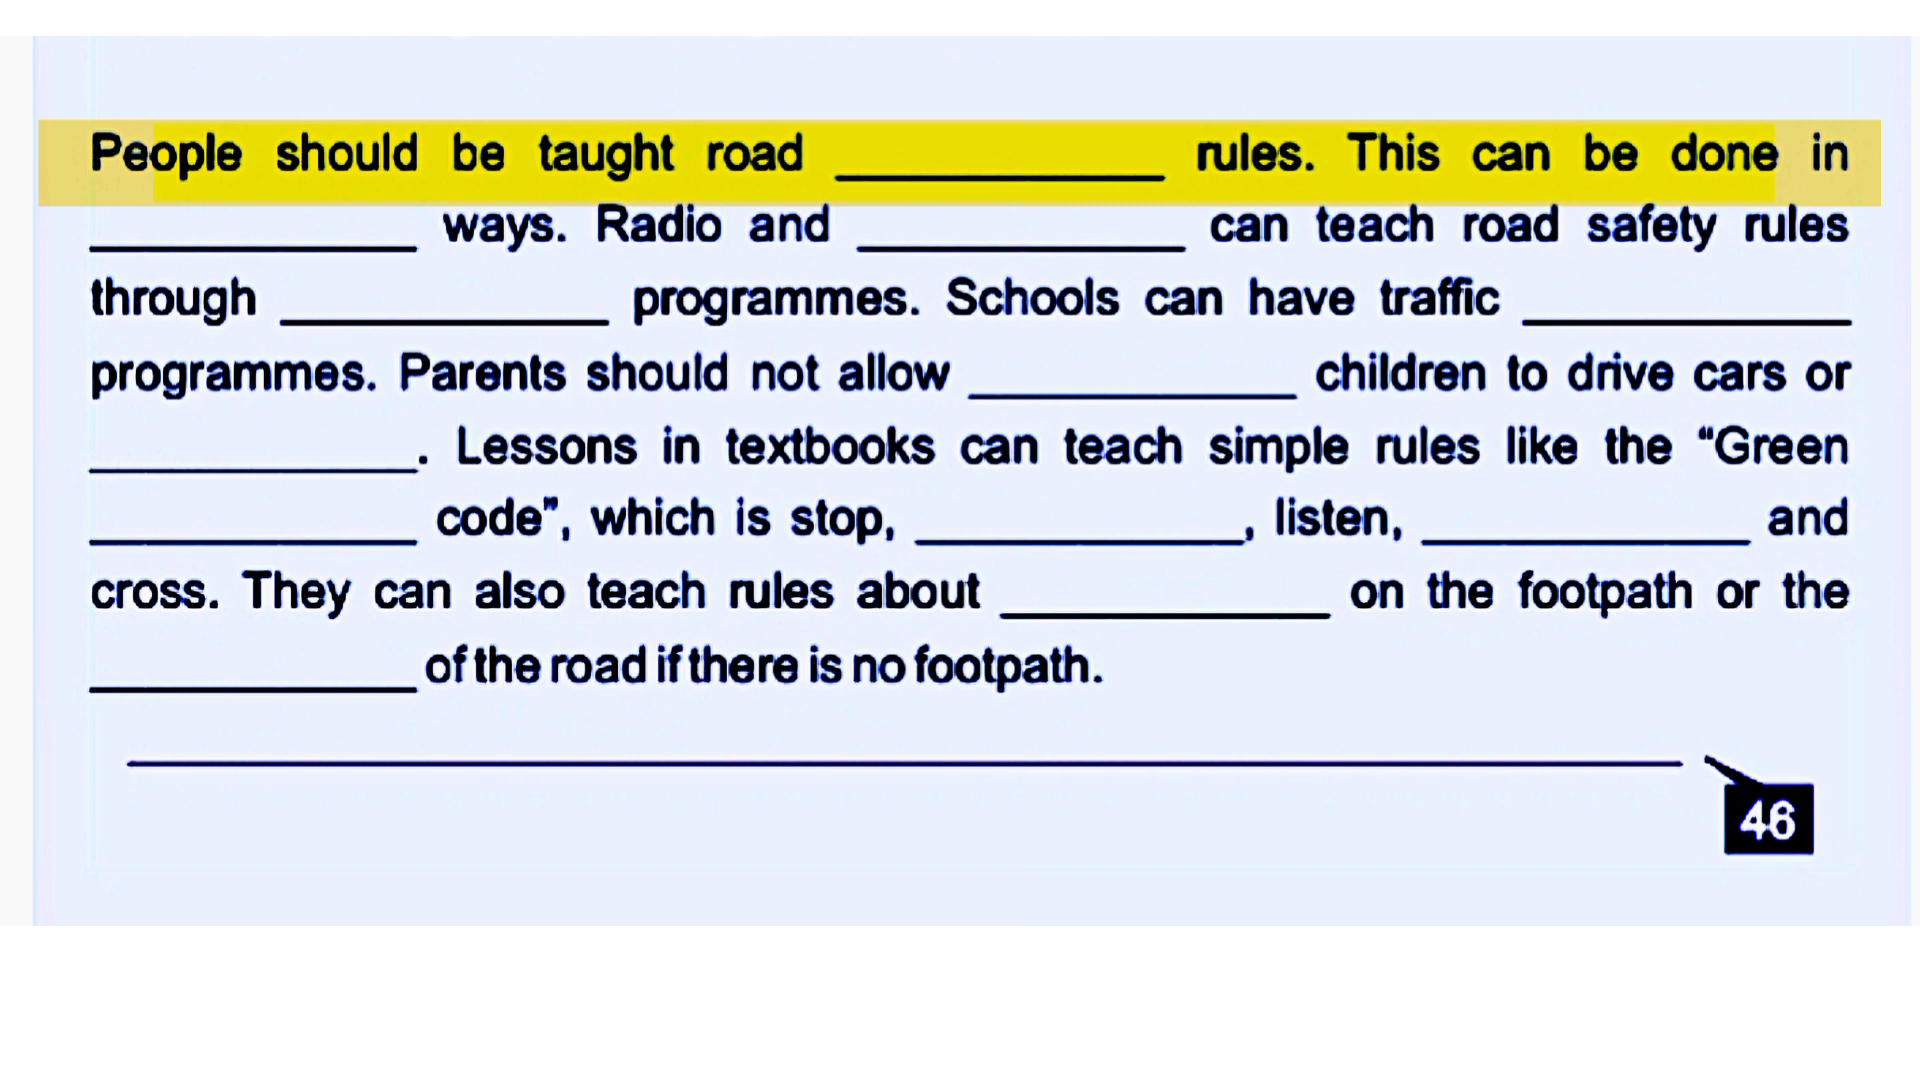 People should be taught road ____________ rules. This can be done in
____________ ways. Radio and ____________ can teach road safety rules
through ____________ programmes. Schools can have traffic ____________
programmes. Parents should not allow ____________ children to drive cars or
____________. Lessons in textbooks can teach simple rules like the “Green
____________ code”, which is stop, ____________, listen, ____________ and
cross. They can also teach rules about ____________ on the footpath or the
____________ of the road if there is no footpath.
46